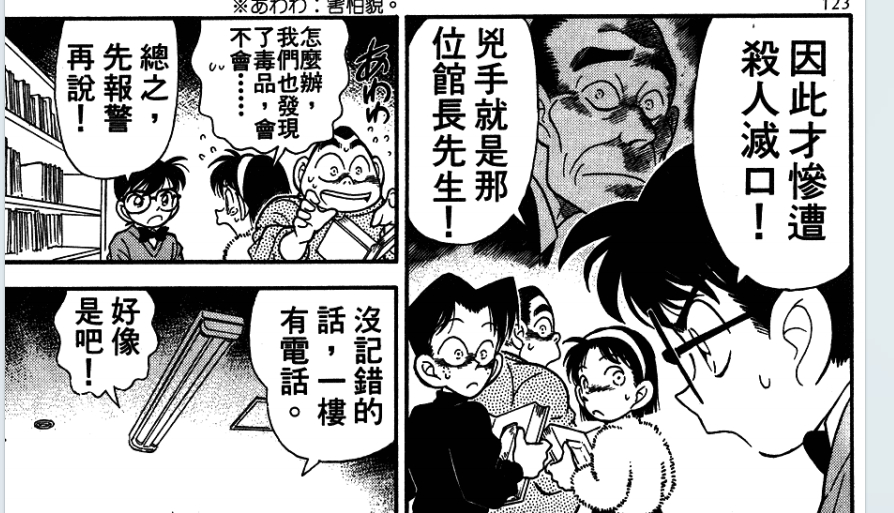 ※あわわ：害怕貌。
123
因此才慘遭
殺人滅口！
兇手就是那
位館長先生！
あわわ
怎麼辦，
我們也發現
了毒品，會
不會……
總之，
先報警
再說！
沒記錯的
話，一樓
有電話。
好像
是吧！